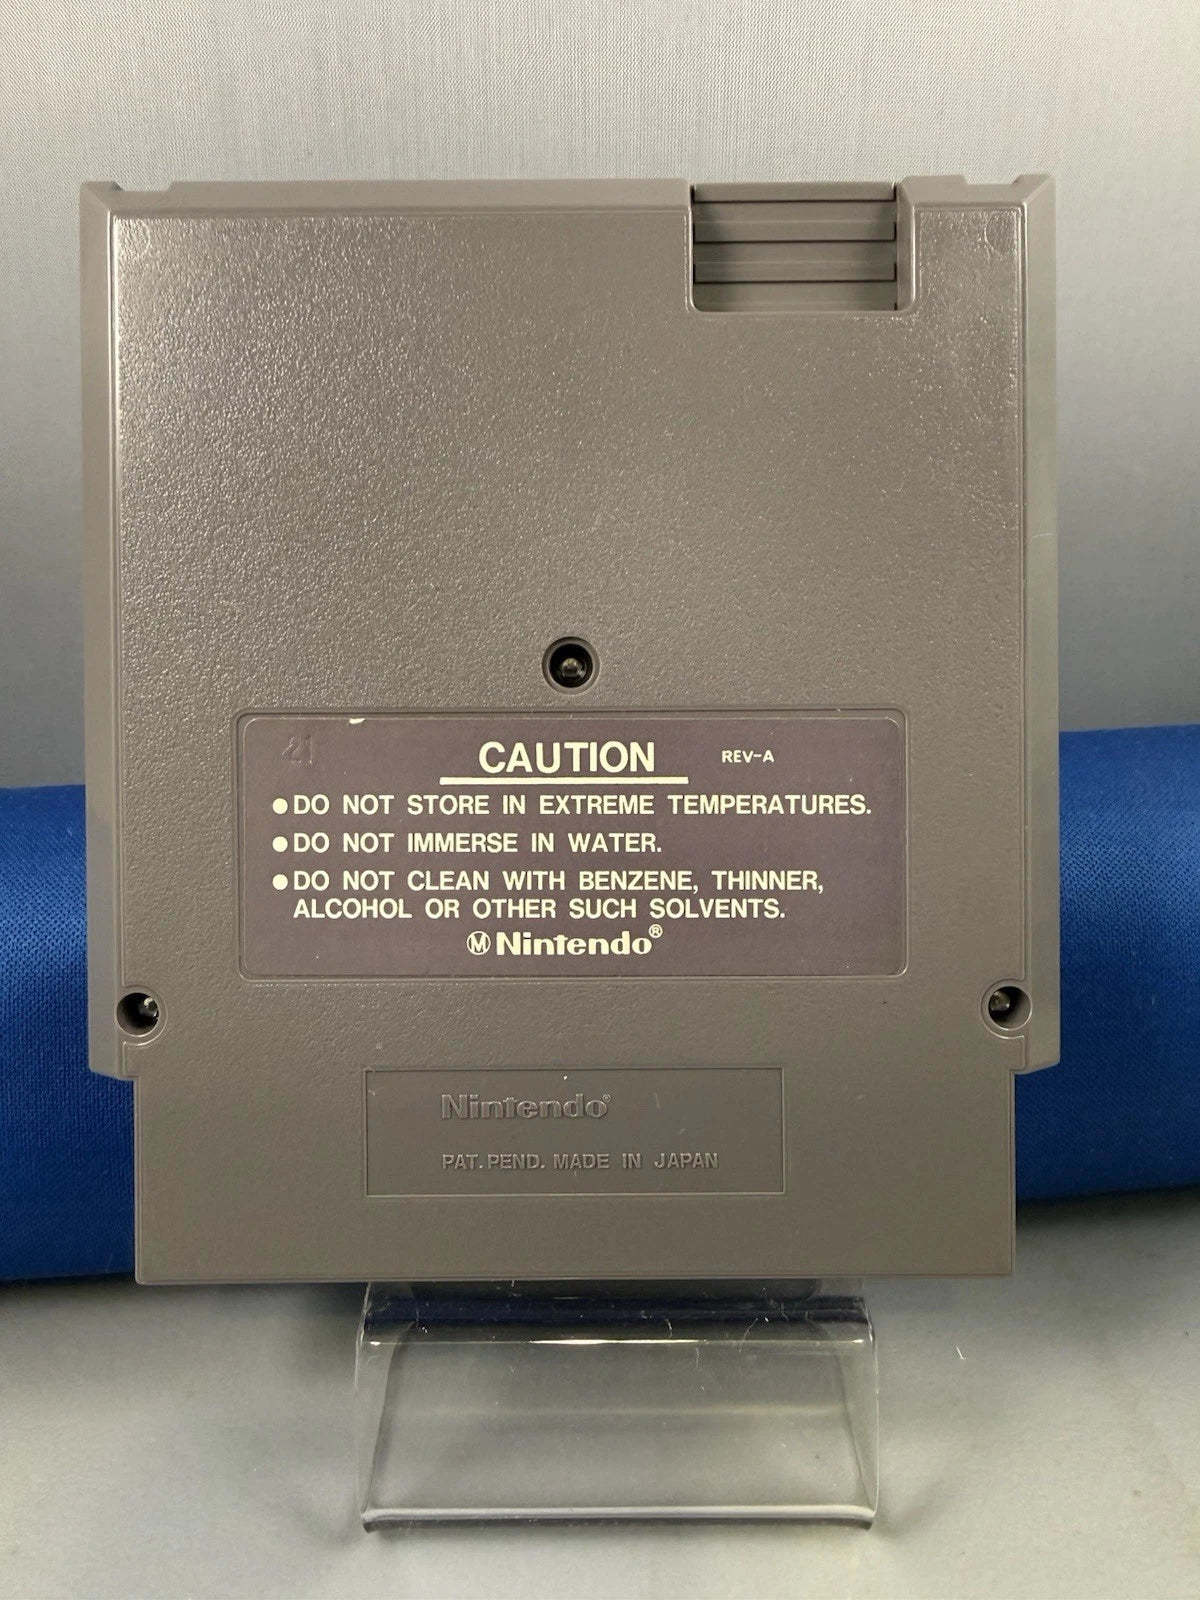 21
CAUTION REV-A
●DO NOT STORE IN EXTREME TEMPERATURES.
●DO NOT IMMERSE IN WATER.
●DO NOT CLEAN WITH BENZENE, THINNER,
ALCOHOL OR OTHER SUCH SOLVENTS.
Ⓜ Nintendo®
Nintendo®
PAT. PEND. MADE IN JAPAN